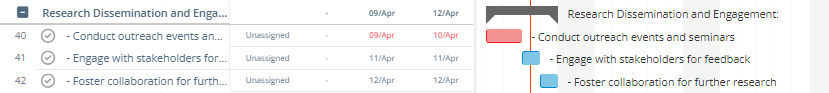 Research Dissemination and Enga... - 09/Apr 12/Apr Research Dissemination and Engagement:
40 - Conduct outreach events an... Unassigned - 09/Apr 10/Apr - Conduct outreach events and seminars
41 - Engage with stakeholders for... Unassigned - 11/Apr 11/Apr - Engage with stakeholders for feedback
42 - Foster collaboration for furth... Unassigned - 12/Apr 12/Apr - Foster collaboration for further research